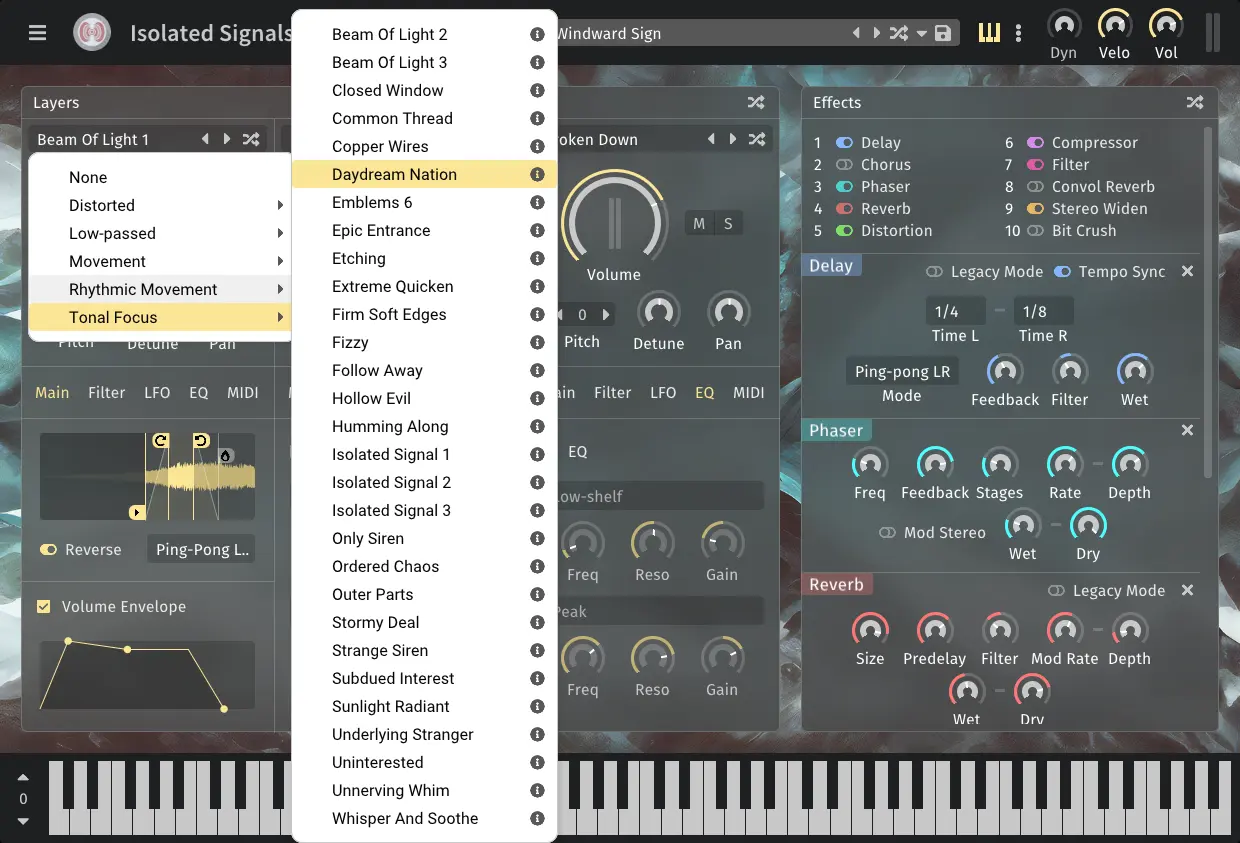 Isolated Signals
Windward Sign
Dyn
Velo
Vol
Layers
Beam Of Light 1
None
Distorted
Low-passed
Movement
Rhythmic Movement
Tonal Focus
Pitch Detune Pan
Main Filter LFO EQ MIDI
Reverse Ping-Pong L..
Volume Envelope
0
Beam Of Light 2
Beam Of Light 3
Closed Window
Common Thread
Copper Wires
Daydream Nation
Emblems 6
Epic Entrance
Etching
Extreme Quicken
Firm Soft Edges
Fizzy
Follow Away
Hollow Evil
Humming Along
Isolated Signal 1
Isolated Signal 2
Isolated Signal 3
Only Siren
Ordered Chaos
Outer Parts
Stormy Deal
Strange Siren
Subdued Interest
Sunlight Radiant
Underlying Stranger
Uninterested
Unnerving Whim
Whisper And Soothe
oken Down
M S
Volume
0
Pitch Detune Pan
ain Filter LFO EQ MIDI
EQ
ow-shelf
Freq Reso Gain
Peak
Freq Reso Gain
Effects
1 Delay 6 Compressor
2 Chorus 7 Filter
3 Phaser 8 Convol Reverb
4 Reverb 9 Stereo Widen
5 Distortion 10 Bit Crush
Delay Legacy Mode Tempo Sync
1/4 1/8
Time L Time R
Ping-pong LR
Mode Feedback Filter Wet
Phaser
Freq Feedback Stages Rate Depth
Mod Stereo
Wet Dry
Reverb Legacy Mode
Size Predelay Filter Mod Rate Depth
Wet Dry